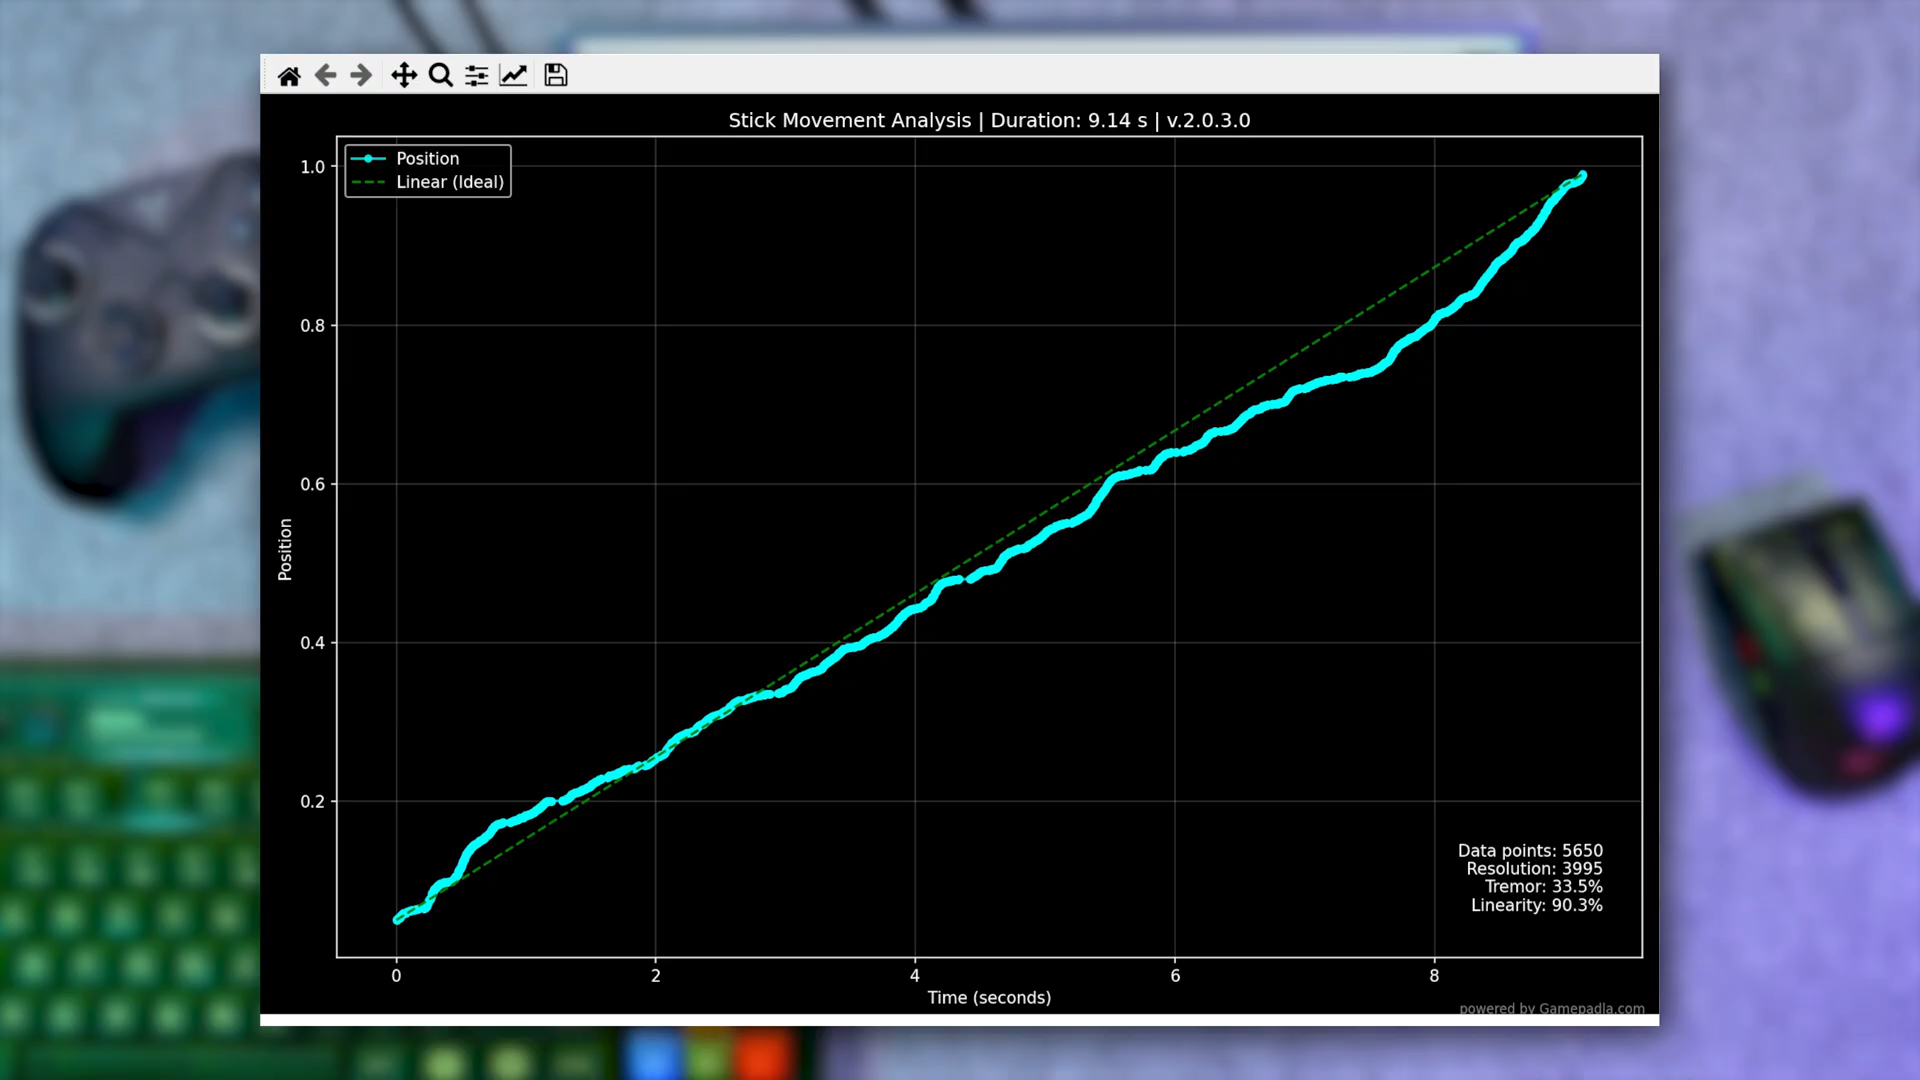 Stick Movement Analysis | Duration: 9.14 s | v.2.0.3.0
Position
Linear (Ideal)
1.0
0.8
0.6
0.4
0.2
Position
0
2
4
6
8
Time (seconds)
Data points: 5650
Resolution: 3995
Tremor: 33.5%
Linearity: 90.3%
powered by Gamepadla.com